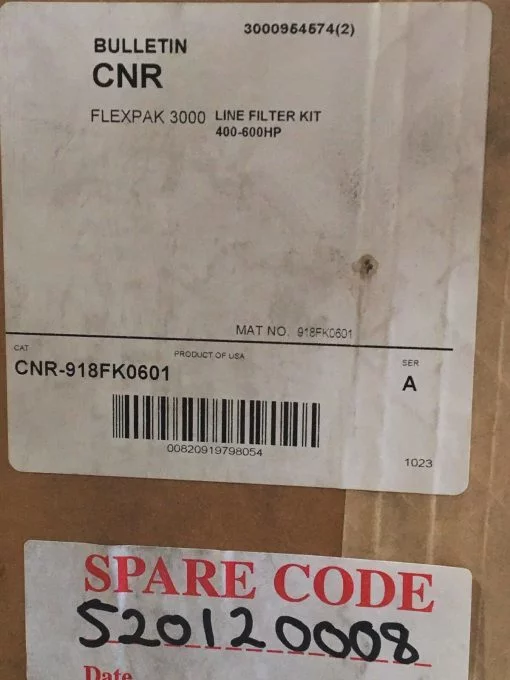 3000954574(2)
BULLETIN
CNR
FLEXPAK 3000 LINE FILTER KIT
400-600HP
MAT NO. 918FK0601
CAT
PRODUCT OF USA
SER
CNR-918FK0601
A
00820919798054
1023
SPARE CODE
520120008
Date